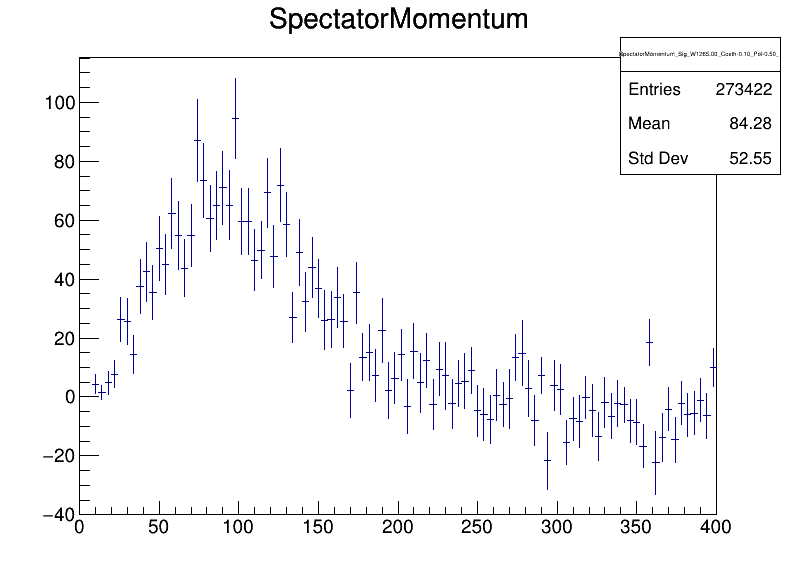 SpectatorMomentum
SpectatorMomentum_Sig_W1265.00_Costh-0.10_Pol-0.50_
Entries 273422
Mean 84.28
Std Dev 52.55
100
80
60
40
20
0
−20
−40
0 50 100 150 200 250 300 350 400